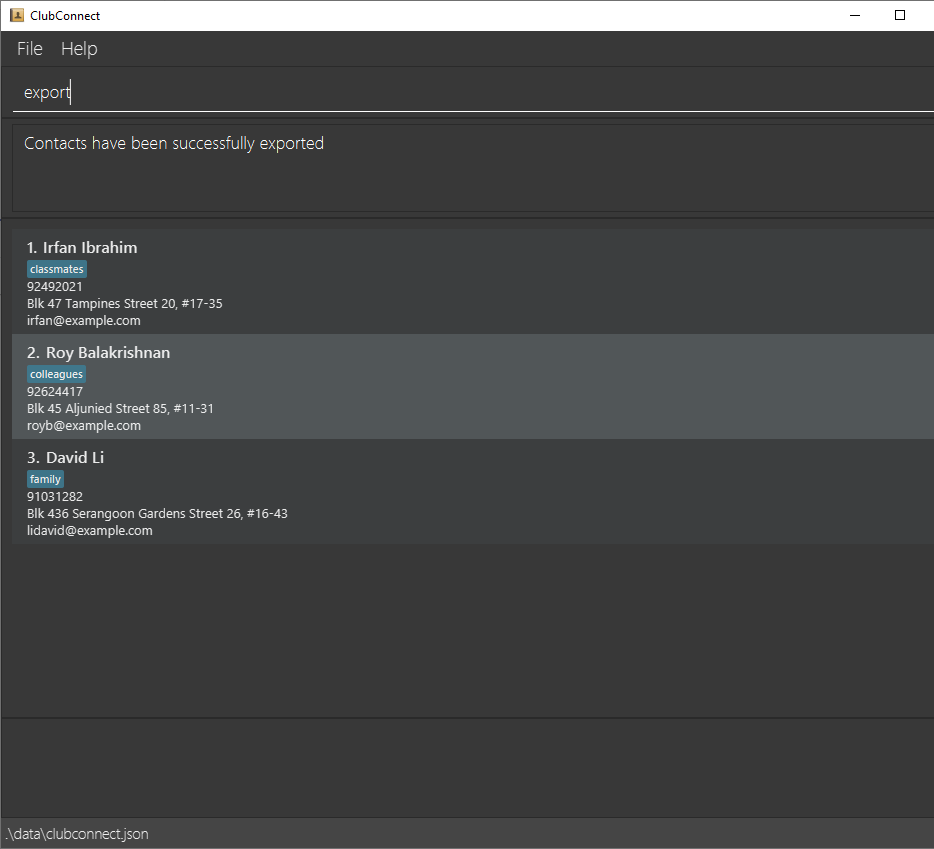 ClubConnect
File Help
export
Contacts have been successfully exported
1. Irfan Ibrahim
classmates
92492021
Blk 47 Tampines Street 20, #17-35
irfan@example.com
2. Roy Balakrishnan
colleagues
92624417
Blk 45 Aljunied Street 85, #11-31
royb@example.com
3. David Li
family
91031282
Blk 436 Serangoon Gardens Street 26, #16-43
lidavid@example.com
.\data\clubconnect.json